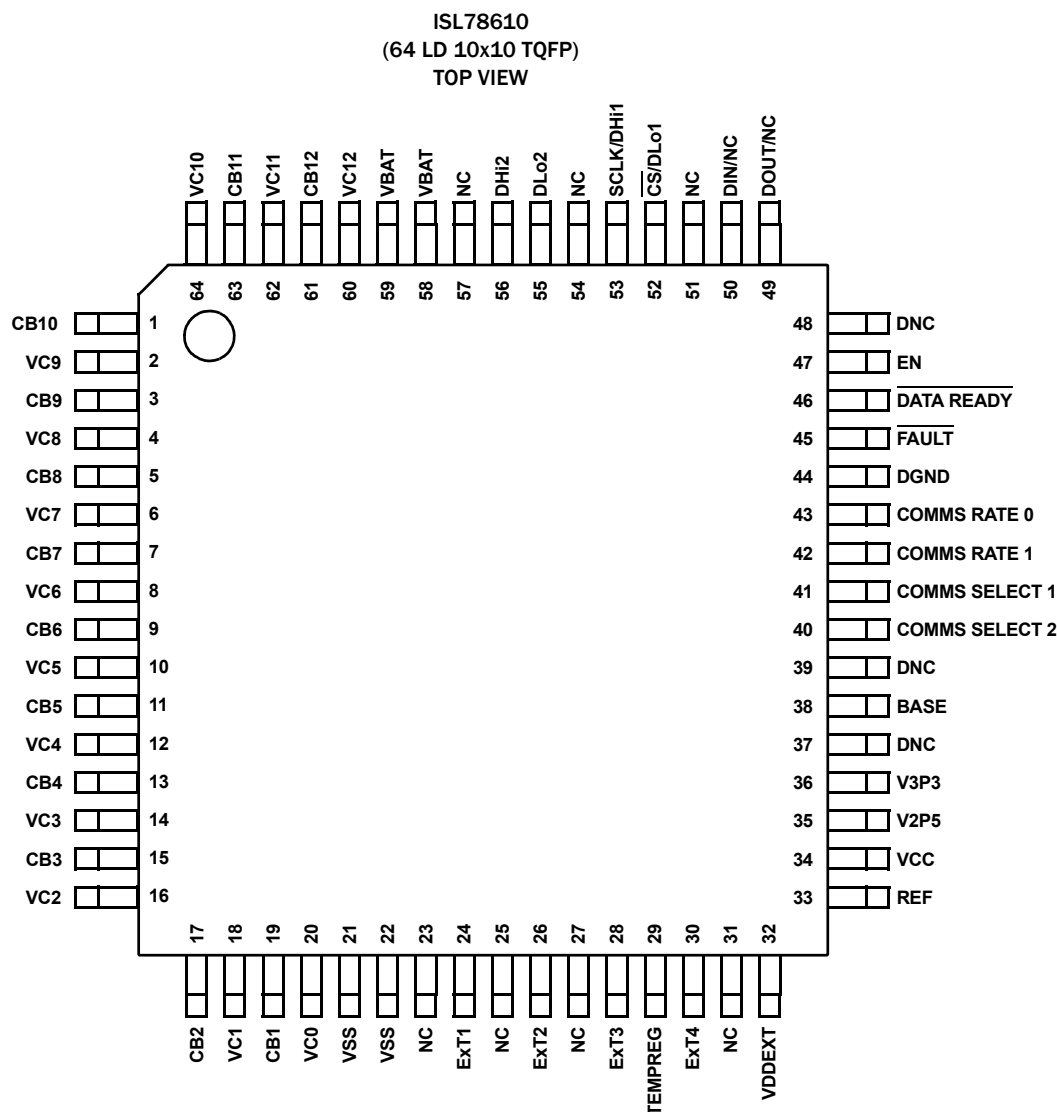 ISL78610
(64 LD 10x10 TQFP)
TOP VIEW
VC10
CB11
VC11
CB12
VC12
VBAT
VBAT
NC
DHi2
DLo2
NC
SCLK/DHi1
CS/DLo1
NC
DIN/NC
DOUT/NC
64
63
62
61
60
59
58
57
56
55
54
53
52
51
50
49
CB10 1
VC9 2
CB9 3
VC8 4
CB8 5
VC7 6
CB7 7
VC6 8
CB6 9
VC5 10
CB5 11
VC4 12
CB4 13
VC3 14
CB3 15
VC2 16
48 DNC
47 EN
46 DATA READY
45 FAULT
44 DGND
43 COMMS RATE 0
42 COMMS RATE 1
41 COMMS SELECT 1
40 COMMS SELECT 2
39 DNC
38 BASE
37 DNC
36 V3P3
35 V2P5
34 VCC
33 REF
17
18
19
20
21
22
23
24
25
26
27
28
29
30
31
32
CB2
VC1
CB1
VC0
VSS
VSS
NC
ExT1
NC
ExT2
NC
ExT3
TEMPREG
ExT4
NC
VDDEXT